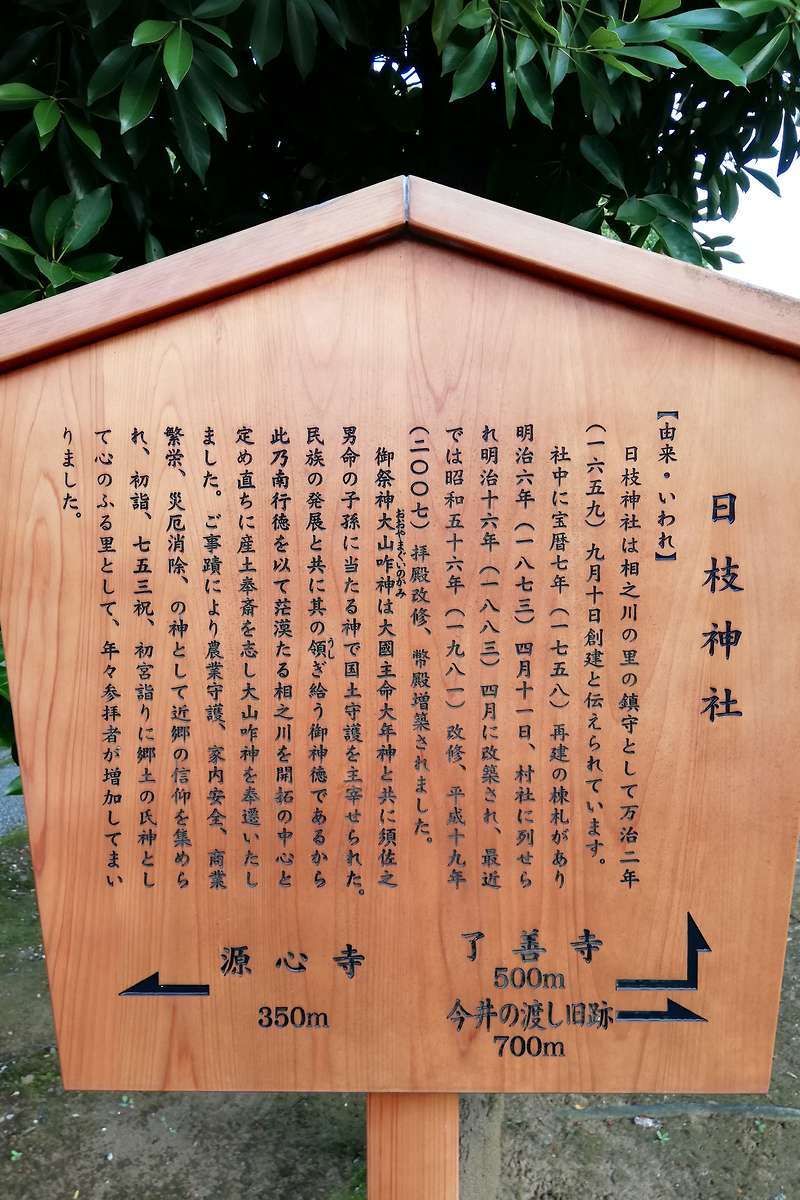 日枝神社
【由来・いわれ】
日枝神社は相之川の里の鎮守として万治二年
(一六五九)九月十日創建と伝えられています。
社中に宝暦七年(一七五八)再建の棟札があり
明治六年(一八七三)四月十一日、村社に列せら
れ明治十六年(一八八三)四月に改築され、最近
では昭和五十六年(一九八一)改修、平成十九年
(二〇〇七)拝殿改修、幣殿増築されました。
おおやまぐいのかみ
御祭神大山咋神は大國主命大年神と共に須佐之
男命の子孫に当たる神で国土守護を主宰せられた。
うし
民族の発展と共に其の領ぎ給う御神徳であるから
此乃南行徳を以て茫漠たる相之川を開拓の中心と
定め直ちに産土奉斎を志し大山咋神を奉遷いたし
ました。ご事蹟により農業守護、家内安全、商業
繁栄、災厄消除、の神として近郷の信仰を集めら
れ、初詣、七五三祝、初宮詣りに郷土の氏神とし
て心のふる里として、年々参拝者が増加してまい
りました。
了善寺
500m
今井の渡し旧跡
700m
源心寺
350m